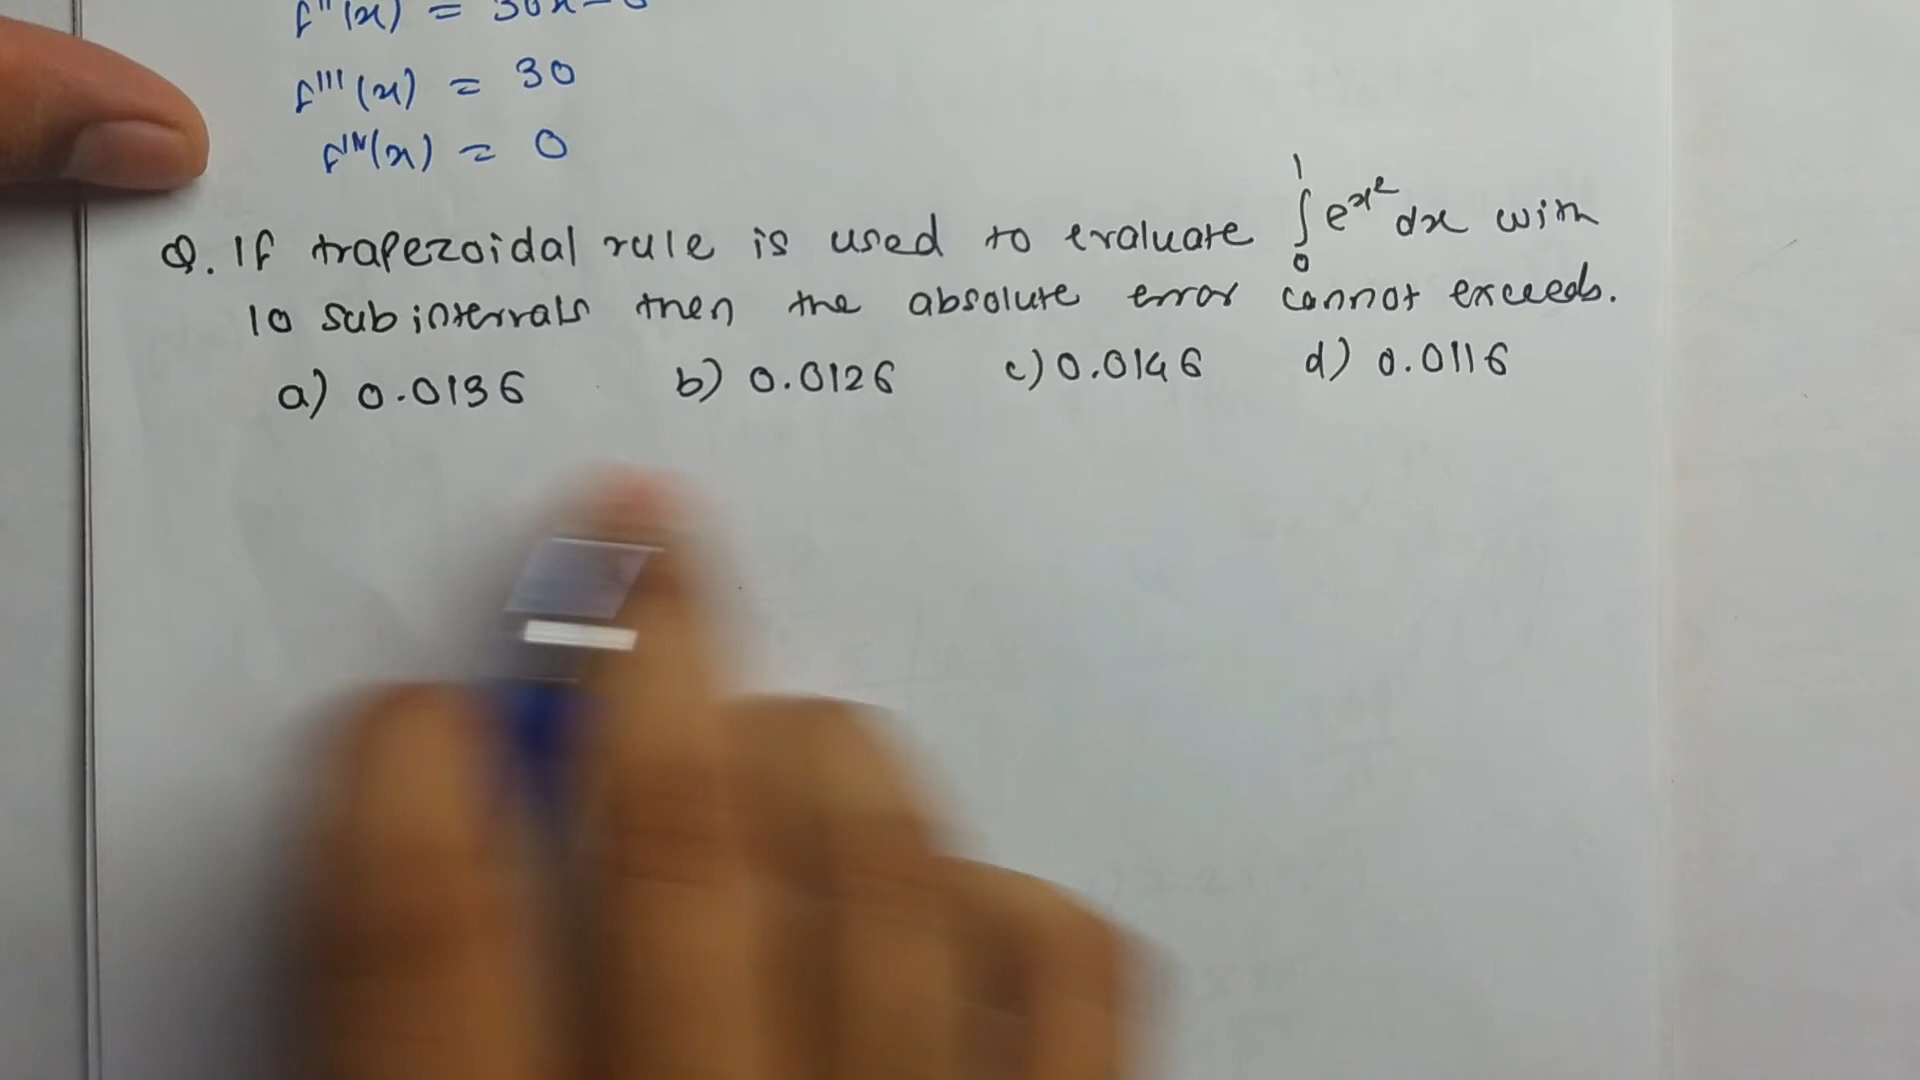 f''(x) = 30x-
f'''(x) = 30
f^IV(x) = 0
Q. If trapezoidal rule is used to evaluate ∫₀¹ e^{x²} dx with
10 subintervals then the absolute error cannot exceeds.
a) 0.0136 b) 0.0126 c) 0.0146 d) 0.0116